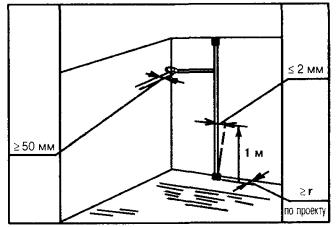 ≤ 2 мм
≥ 50 мм
1 м
≥ r
по проекту